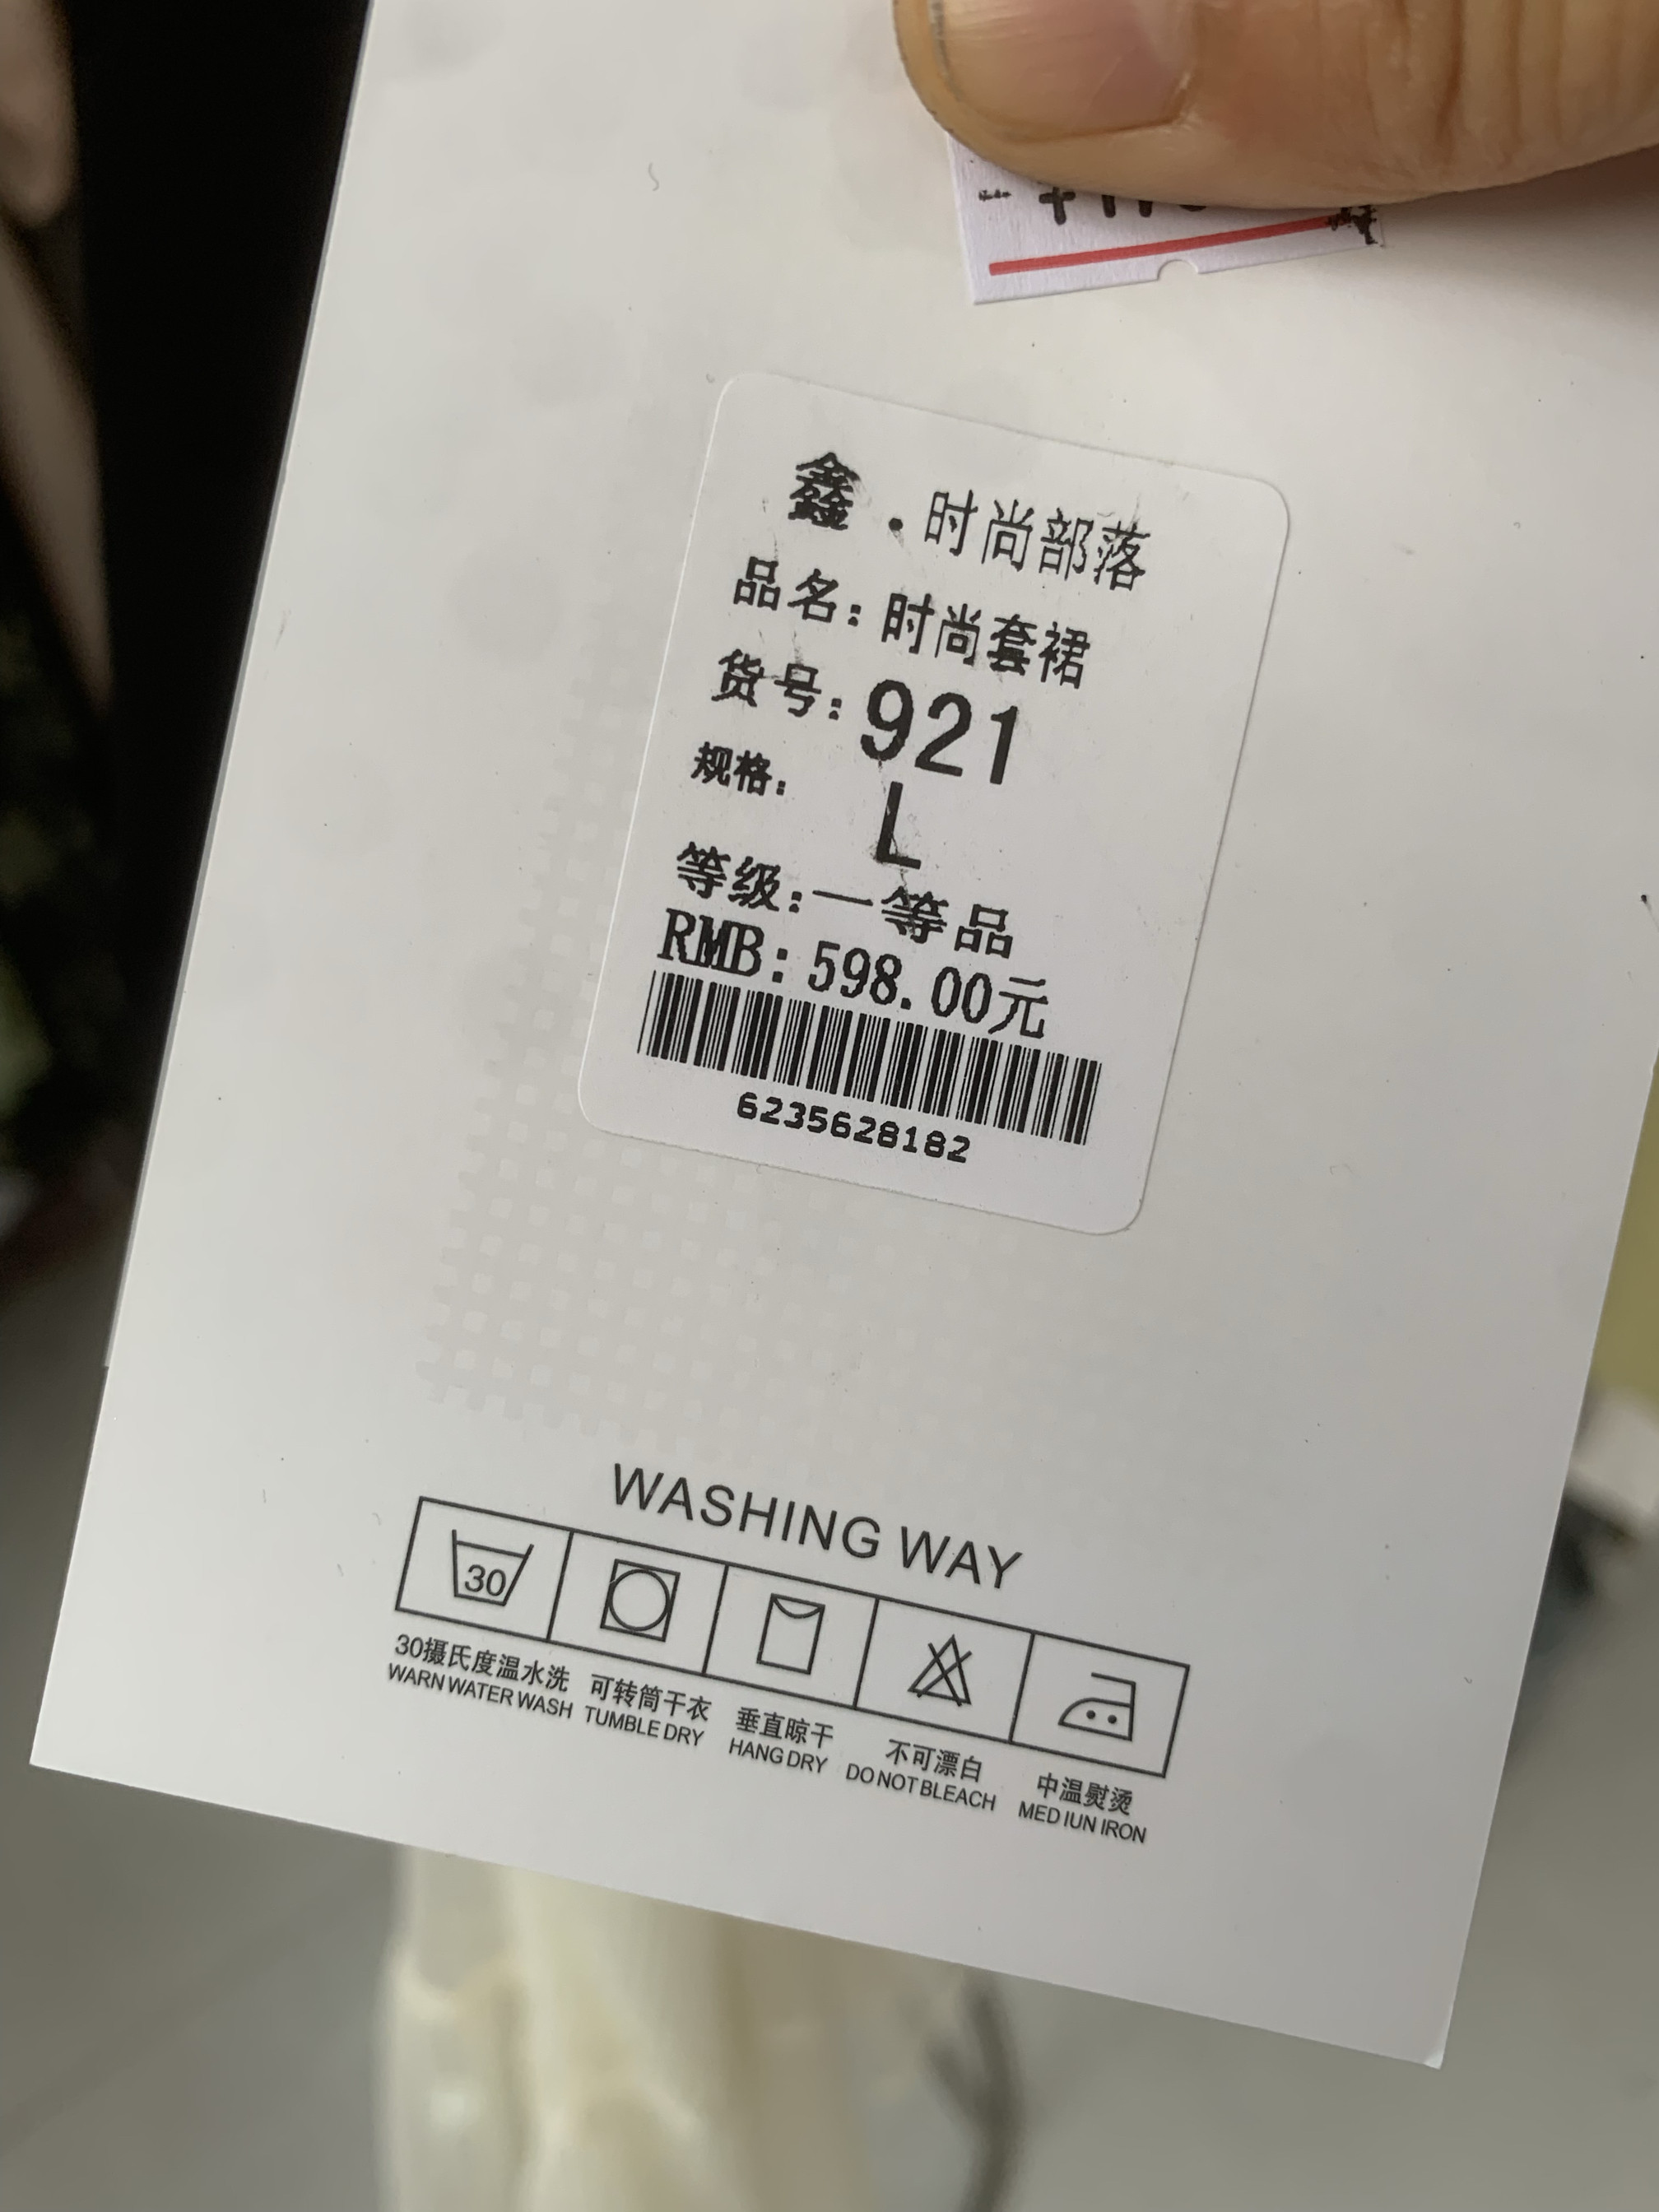 鑫.时尚部落
品名:时尚套裙
货号:921
规格: L
等级:一等品
RMB:598.00元
6235628182
WASHING WAY
30
30摄氏度温水洗 可转筒干衣 垂直晾干 不可漂白 中温熨烫
WARN WATER WASH TUMBLE DRY HANG DRY DO NOT BLEACH MED IUN IRON